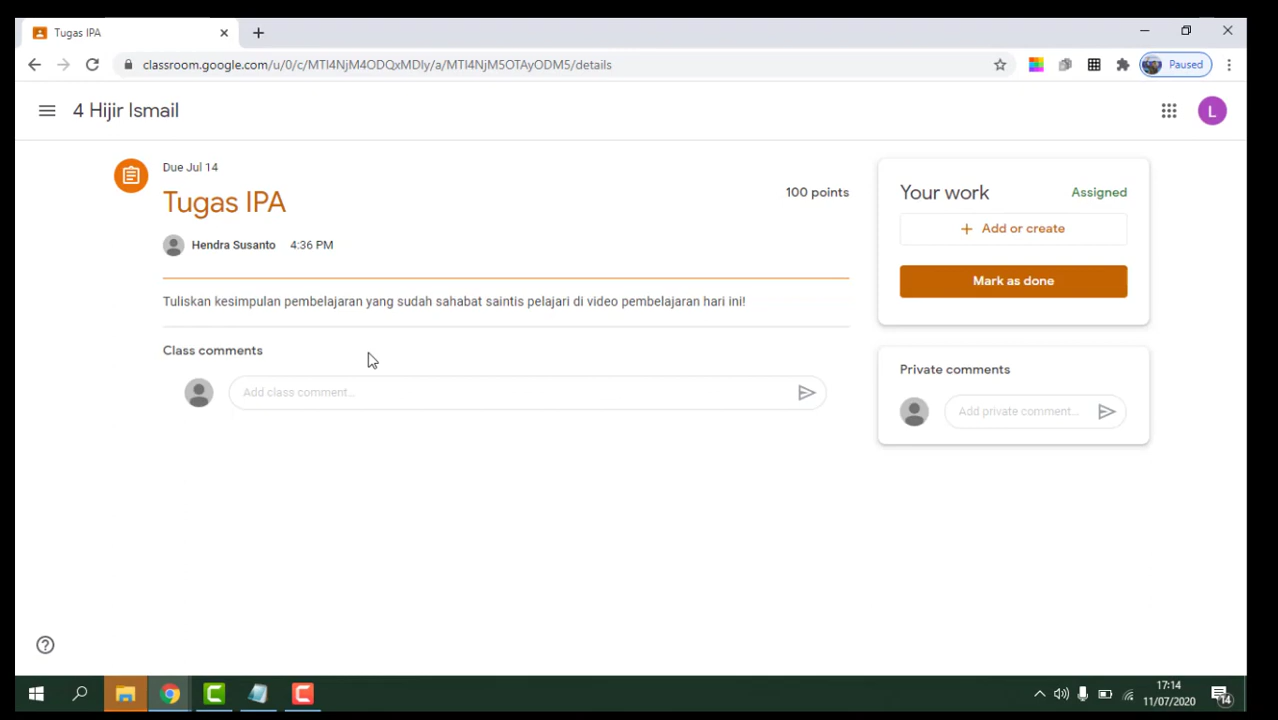 Tugas IPA
classroom.google.com/u/0/c/MTI4NjM4ODQxMDIy/a/MTI4NjM5OTAyODM5/details
Paused
4 Hijir Ismail
L
Due Jul 14
Tugas IPA
100 points
Hendra Susanto 4:36 PM
Tuliskan kesimpulan pembelajaran yang sudah sahabat saintis pelajari di video pembelajaran hari ini!
Class comments
Add class comment...
Your work Assigned
+ Add or create
Mark as done
Private comments
Add private comment...
17:14
11/07/2020
14